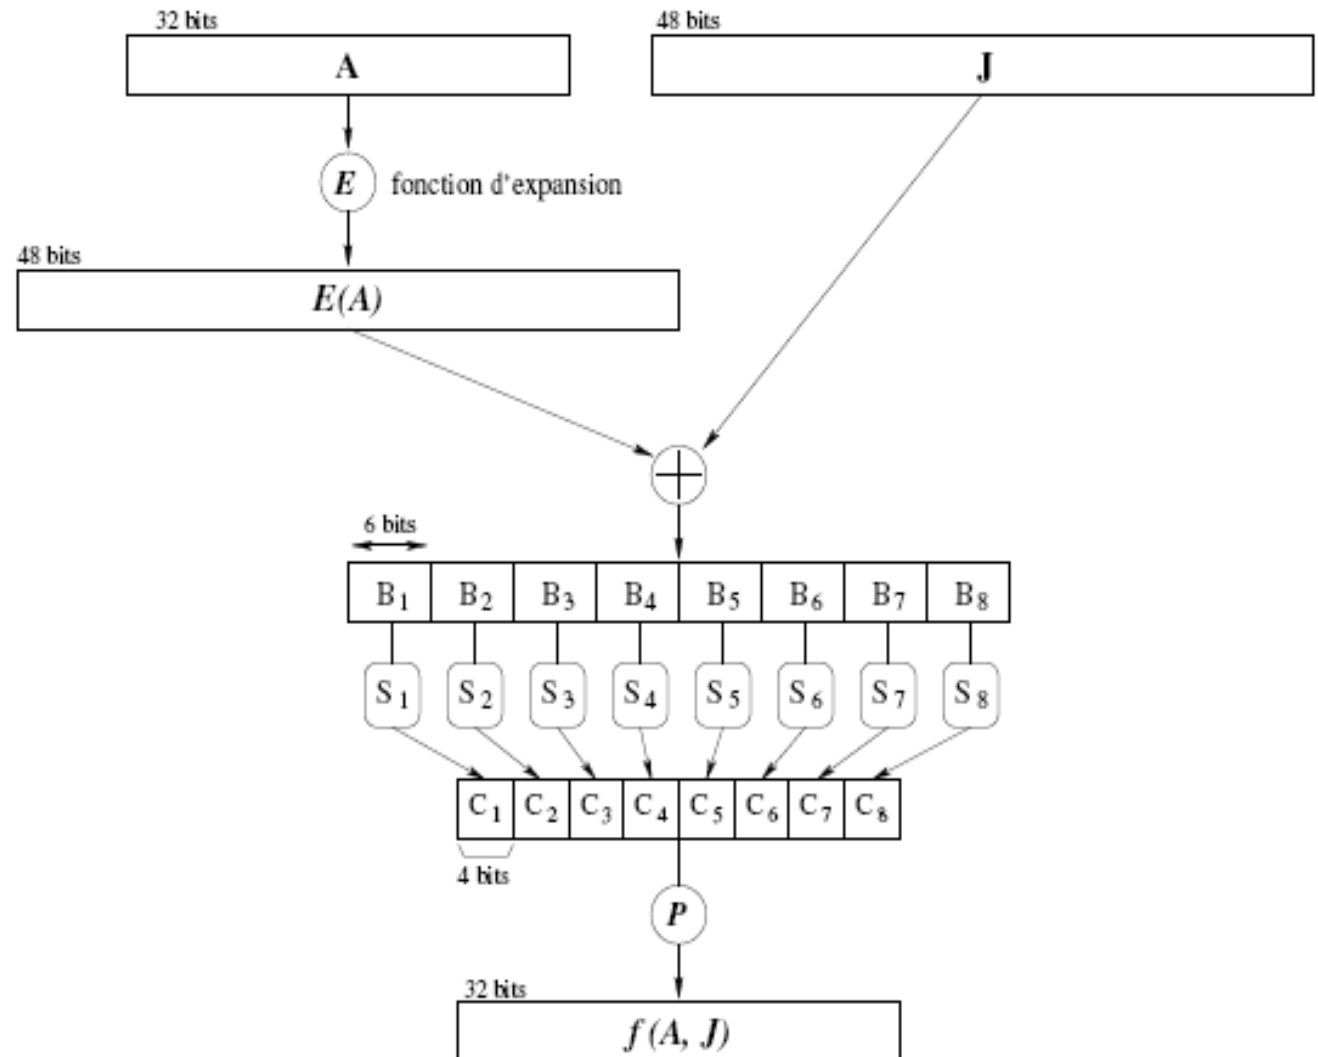 32 bits
48 bits
A
J
E fonction d'expansion
48 bits
E(A)
6 bits
B1 B2 B3 B4 B5 B6 B7 B8
S1 S2 S3 S4 S5 S6 S7 S8
C1 C2 C3 C4 C5 C6 C7 C8
4 bits
P
32 bits
f(A, J)